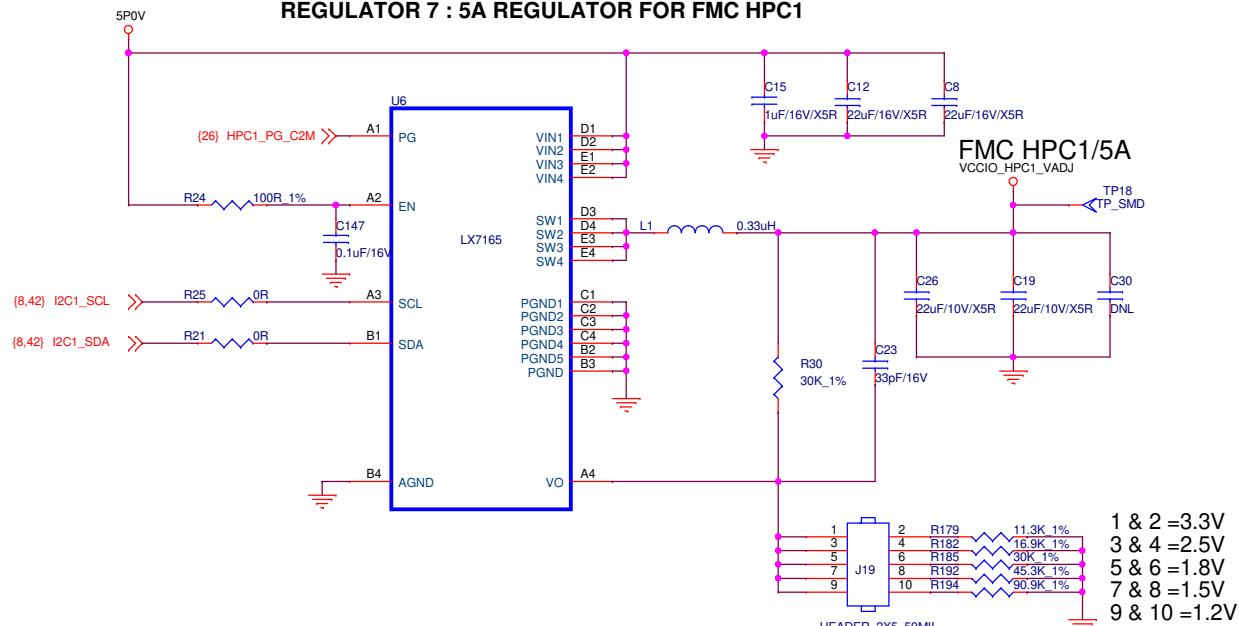 REGULATOR 7 : 5A REGULATOR FOR FMC HPC1
5P0V
U6
{26} HPC1_PG_C2M
A1
PG
R24
100R_1%
A2
EN
C147
0.1uF/16V
{8,42} I2C1_SCL
R25
0R
A3
SCL
{8,42} I2C1_SDA
R21
0R
B1
SDA
B4
AGND
LX7165
VIN1
D1
VIN2
D2
VIN3
E1
VIN4
E2
SW1
D3
SW2
D4
SW3
E3
SW4
E4
PGND1
C1
PGND2
C2
PGND3
C3
PGND4
C4
PGND5
B2
PGND
B3
VO
A4
C15
1uF/16V/X5R
C12
22uF/16V/X5R
C8
22uF/16V/X5R
FMC HPC1/5A
VCCIO_HPC1_VADJ
TP18
TP_SMD
L1
0.33uH
C26
22uF/10V/X5R
C19
22uF/10V/X5R
C30
DNL
R30
30K_1%
C23
33pF/16V
J19
1
2
R179
11.3K_1%
3
4
R182
16.9K_1%
5
6
R185
30K_1%
7
8
R192
45.3K_1%
9
10
R194
90.9K_1%
1 & 2 =3.3V
3 & 4 =2.5V
5 & 6 =1.8V
7 & 8 =1.5V
9 & 10 =1.2V